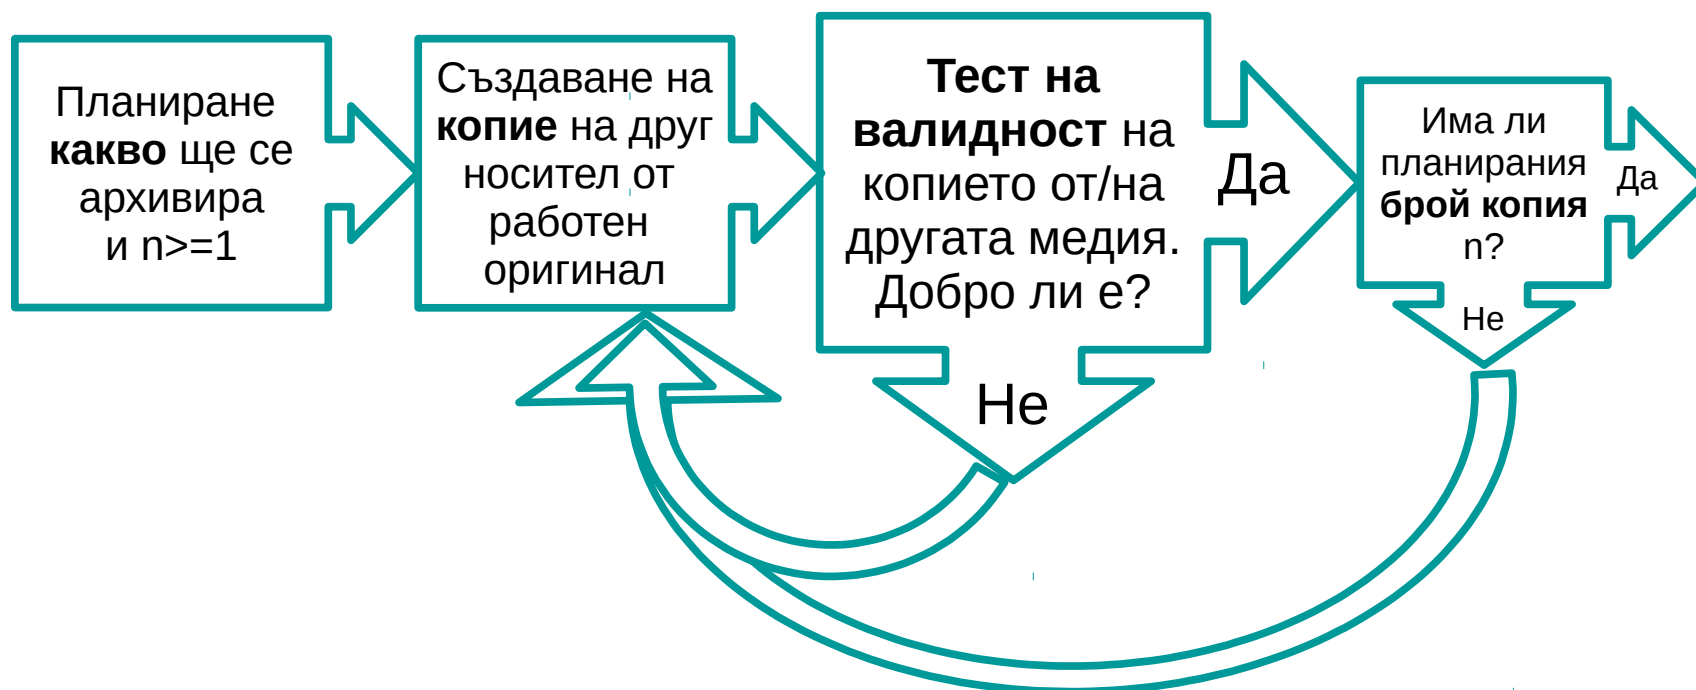 Планиране
какво ще се
архивира
и n>=1
Създаване на
копие на друг
носител от
работен
оригинал
Тест на
валидност на
копието от/на
другата медия.
Добро ли е?
Да
Не
Има ли
планирания
брой копия
n?
Да
Не